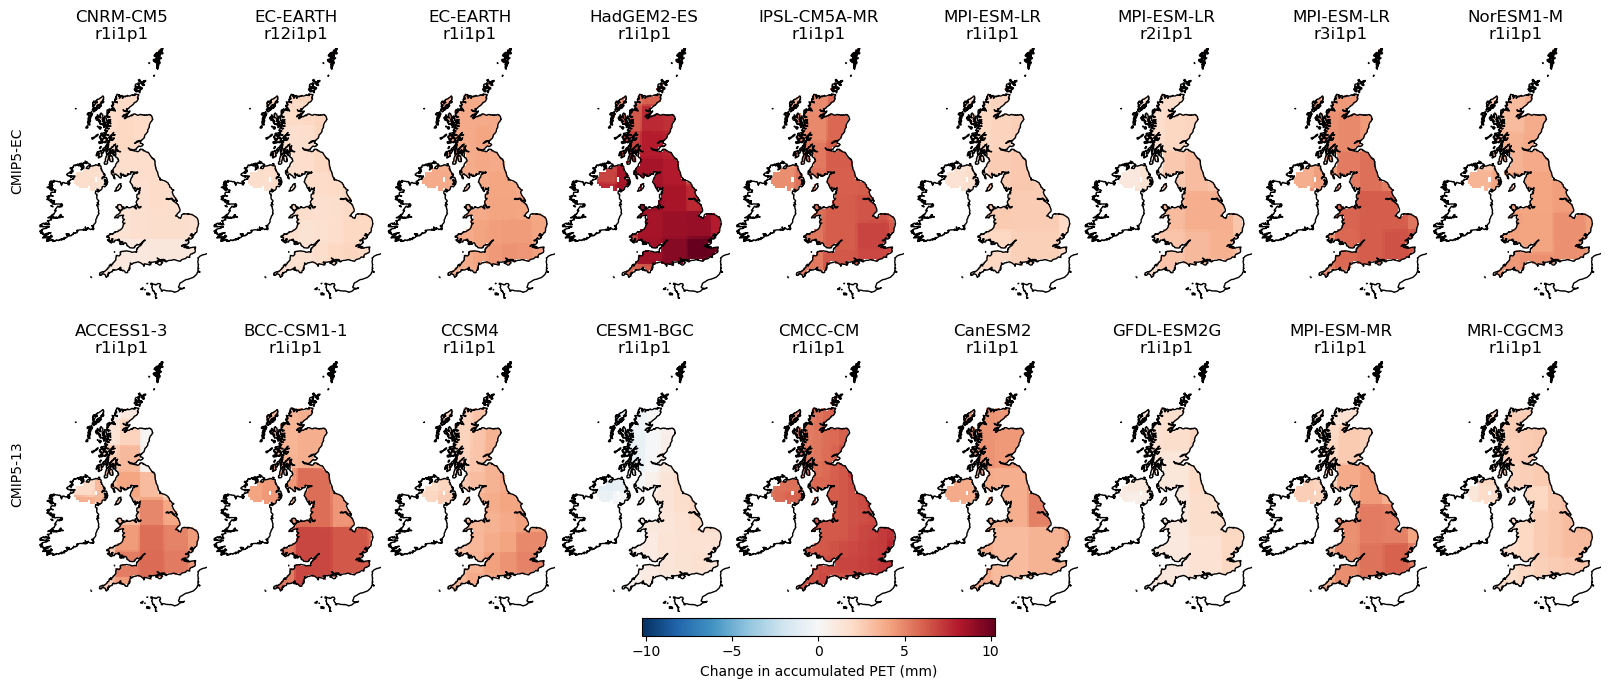 CNRM-CM5
r1i1p1
EC-EARTH
r12i1p1
EC-EARTH
r1i1p1
HadGEM2-ES
r1i1p1
IPSL-CM5A-MR
r1i1p1
MPI-ESM-LR
r1i1p1
MPI-ESM-LR
r2i1p1
MPI-ESM-LR
r3i1p1
NorESM1-M
r1i1p1
CMIP5-EC
ACCESS1-3
r1i1p1
BCC-CSM1-1
r1i1p1
CCSM4
r1i1p1
CESM1-BGC
r1i1p1
CMCC-CM
r1i1p1
CanESM2
r1i1p1
GFDL-ESM2G
r1i1p1
MPI-ESM-MR
r1i1p1
MRI-CGCM3
r1i1p1
CMIP5-13
−10 −5 0 5 10
Change in accumulated PET (mm)